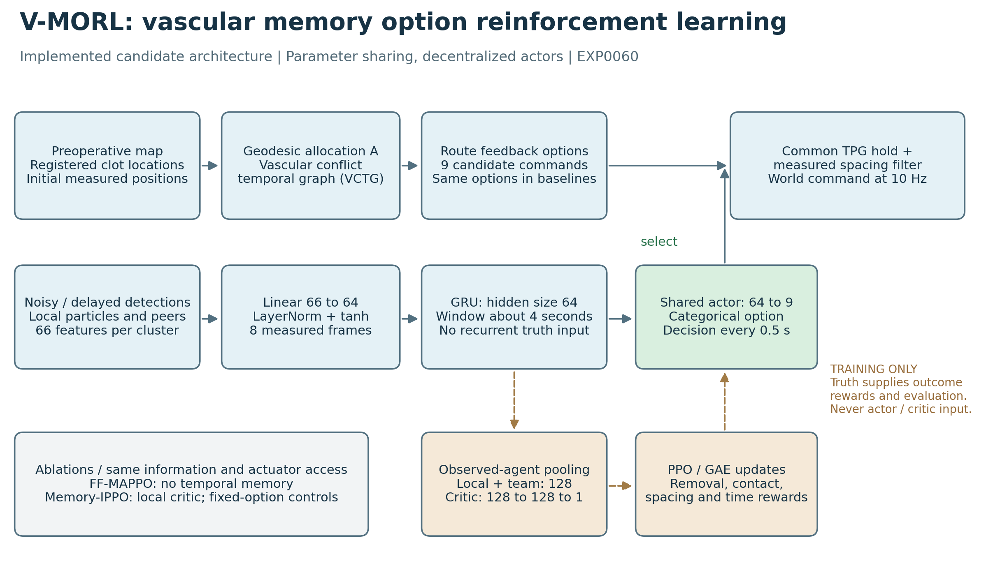 V-MORL: vascular memory option reinforcement learning
Implemented candidate architecture | Parameter sharing, decentralized actors | EXP0060
Preoperative map
Registered clot locations
Initial measured positions
Geodesic allocation A
Vascular conflict
temporal graph (VCTG)
Route feedback options
9 candidate commands
Same options in baselines
Common TPG hold +
measured spacing filter
World command at 10 Hz
select
Noisy / delayed detections
Local particles and peers
66 features per cluster
Linear 66 to 64
LayerNorm + tanh
8 measured frames
GRU: hidden size 64
Window about 4 seconds
No recurrent truth input
Shared actor: 64 to 9
Categorical option
Decision every 0.5 s
TRAINING ONLY
Truth supplies outcome
rewards and evaluation.
Never actor / critic input.
Ablations / same information and actuator access
FF-MAPPO: no temporal memory
Memory-IPPO: local critic; fixed-option controls
Observed-agent pooling
Local + team: 128
Critic: 128 to 128 to 1
PPO / GAE updates
Removal, contact,
spacing and time rewards